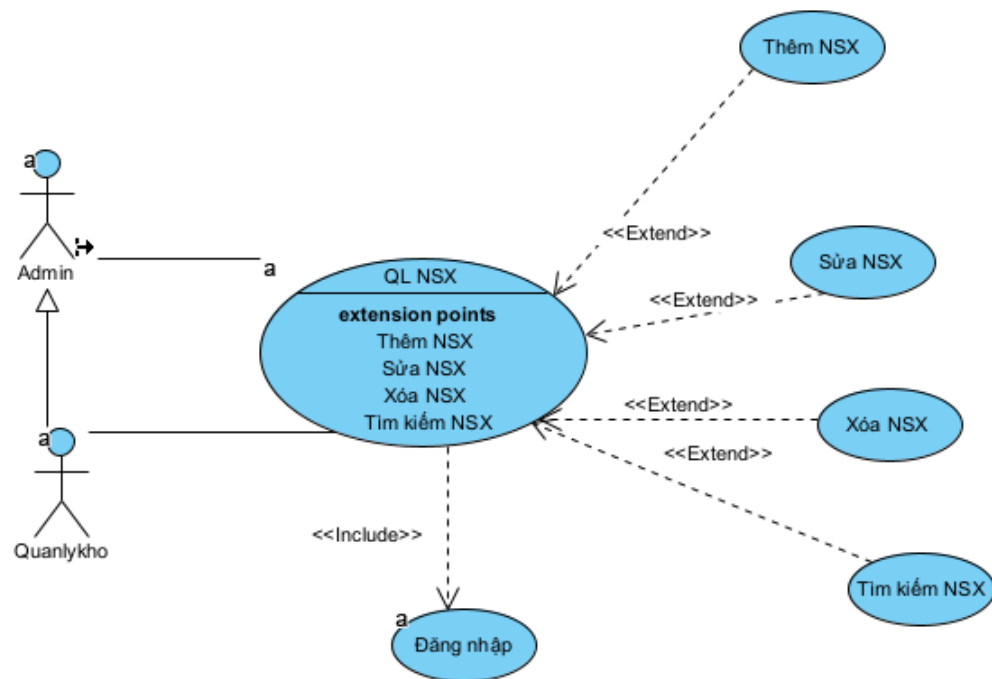 Thêm NSX
a
Admin
a
<<Extend>>
Sửa NSX
QL NSX
<<Extend>>
extension points
Thêm NSX
Sửa NSX
Xóa NSX
Tìm kiếm NSX
<<Extend>>
Xóa NSX
a
<<Extend>>
Quanlykho
<<Include>>
Tìm kiếm NSX
a
Đăng nhập